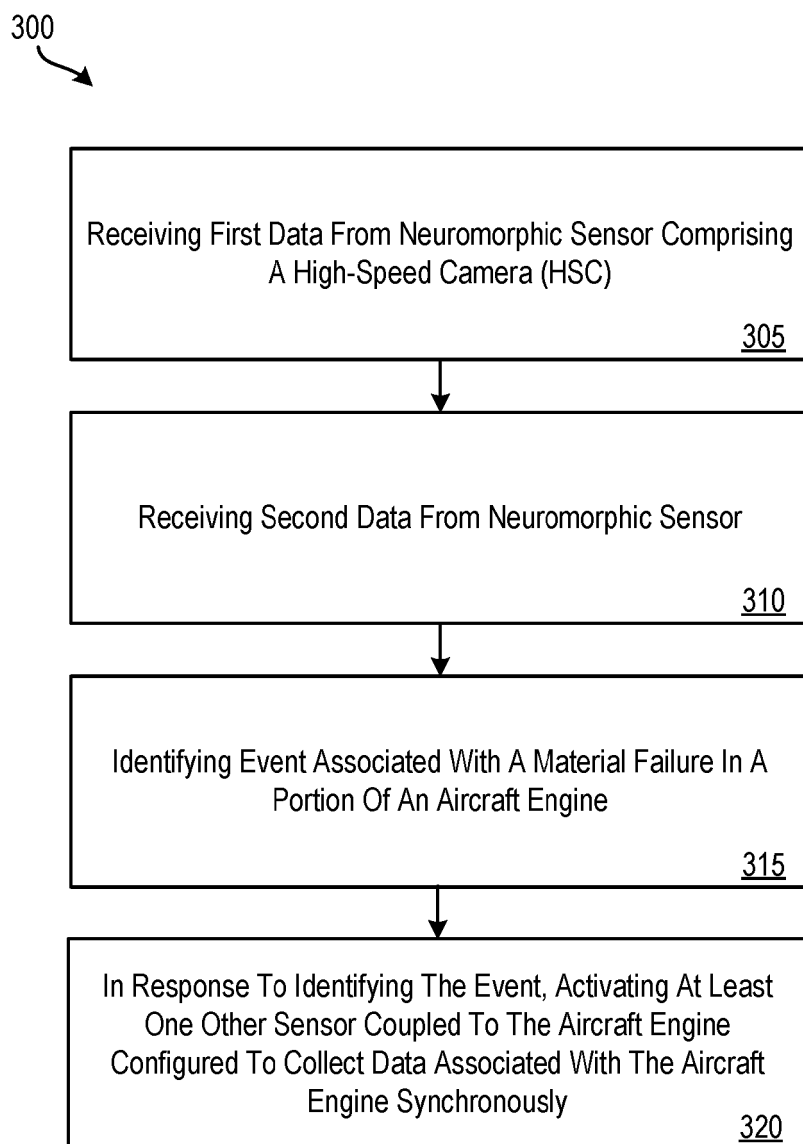 300
Receiving First Data From Neuromorphic Sensor Comprising
A High-Speed Camera (HSC)
305
Receiving Second Data From Neuromorphic Sensor
310
Identifying Event Associated With A Material Failure In A
Portion Of An Aircraft Engine
315
In Response To Identifying The Event, Activating At Least
One Other Sensor Coupled To The Aircraft Engine
Configured To Collect Data Associated With The Aircraft
Engine Synchronously
320